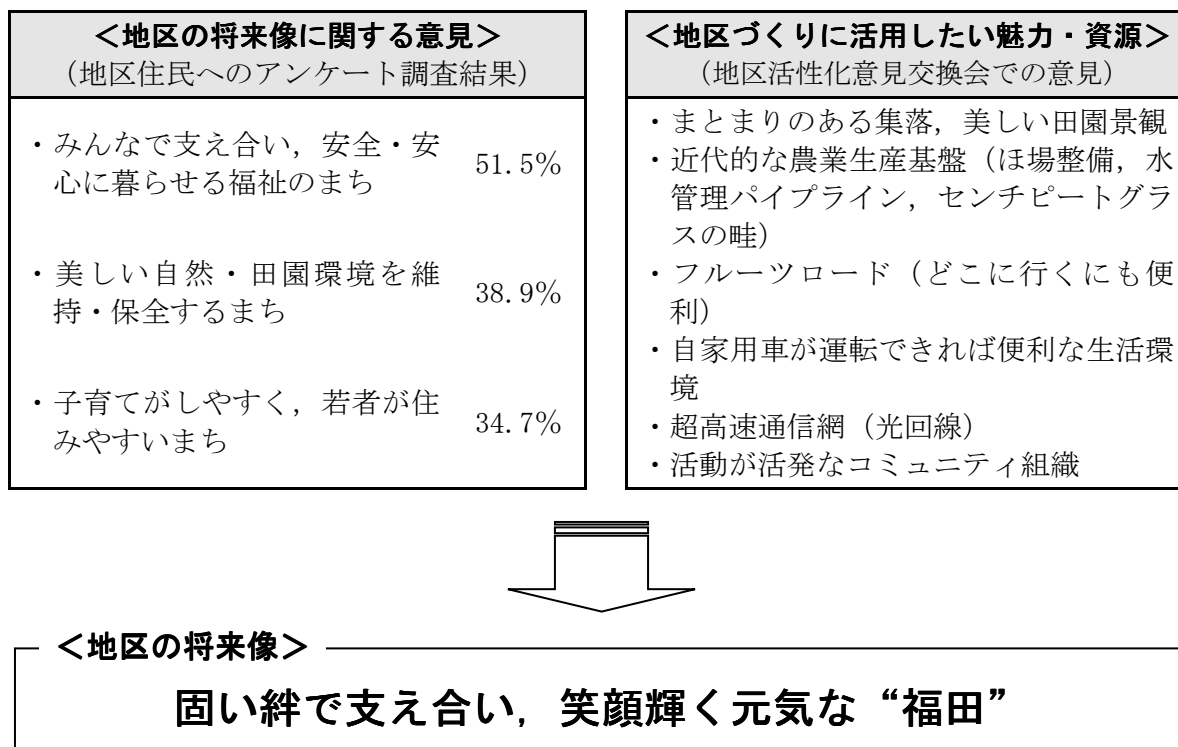 ＜地区の将来像に関する意見＞
（地区住民へのアンケート調査結果）
・みんなで支え合い，安全・安
心に暮らせる福祉のまち
51.5%
・美しい自然・田園環境を維
持・保全するまち
38.9%
・子育てがしやすく，若者が住
みやすいまち
34.7%
＜地区づくりに活用したい魅力・資源＞
（地区活性化意見交換会での意見）
・まとまりのある集落，美しい田園景観
・近代的な農業生産基盤（ほ場整備，水
管理パイプライン，センチピートグラ
スの畦）
・フルーツロード（どこに行くにも便
利）
・自家用車が運転できれば便利な生活環
境
・超高速通信網（光回線）
・活動が活発なコミュニティ組織
＜地区の将来像＞
固い絆で支え合い，笑顔輝く元気な“福田”